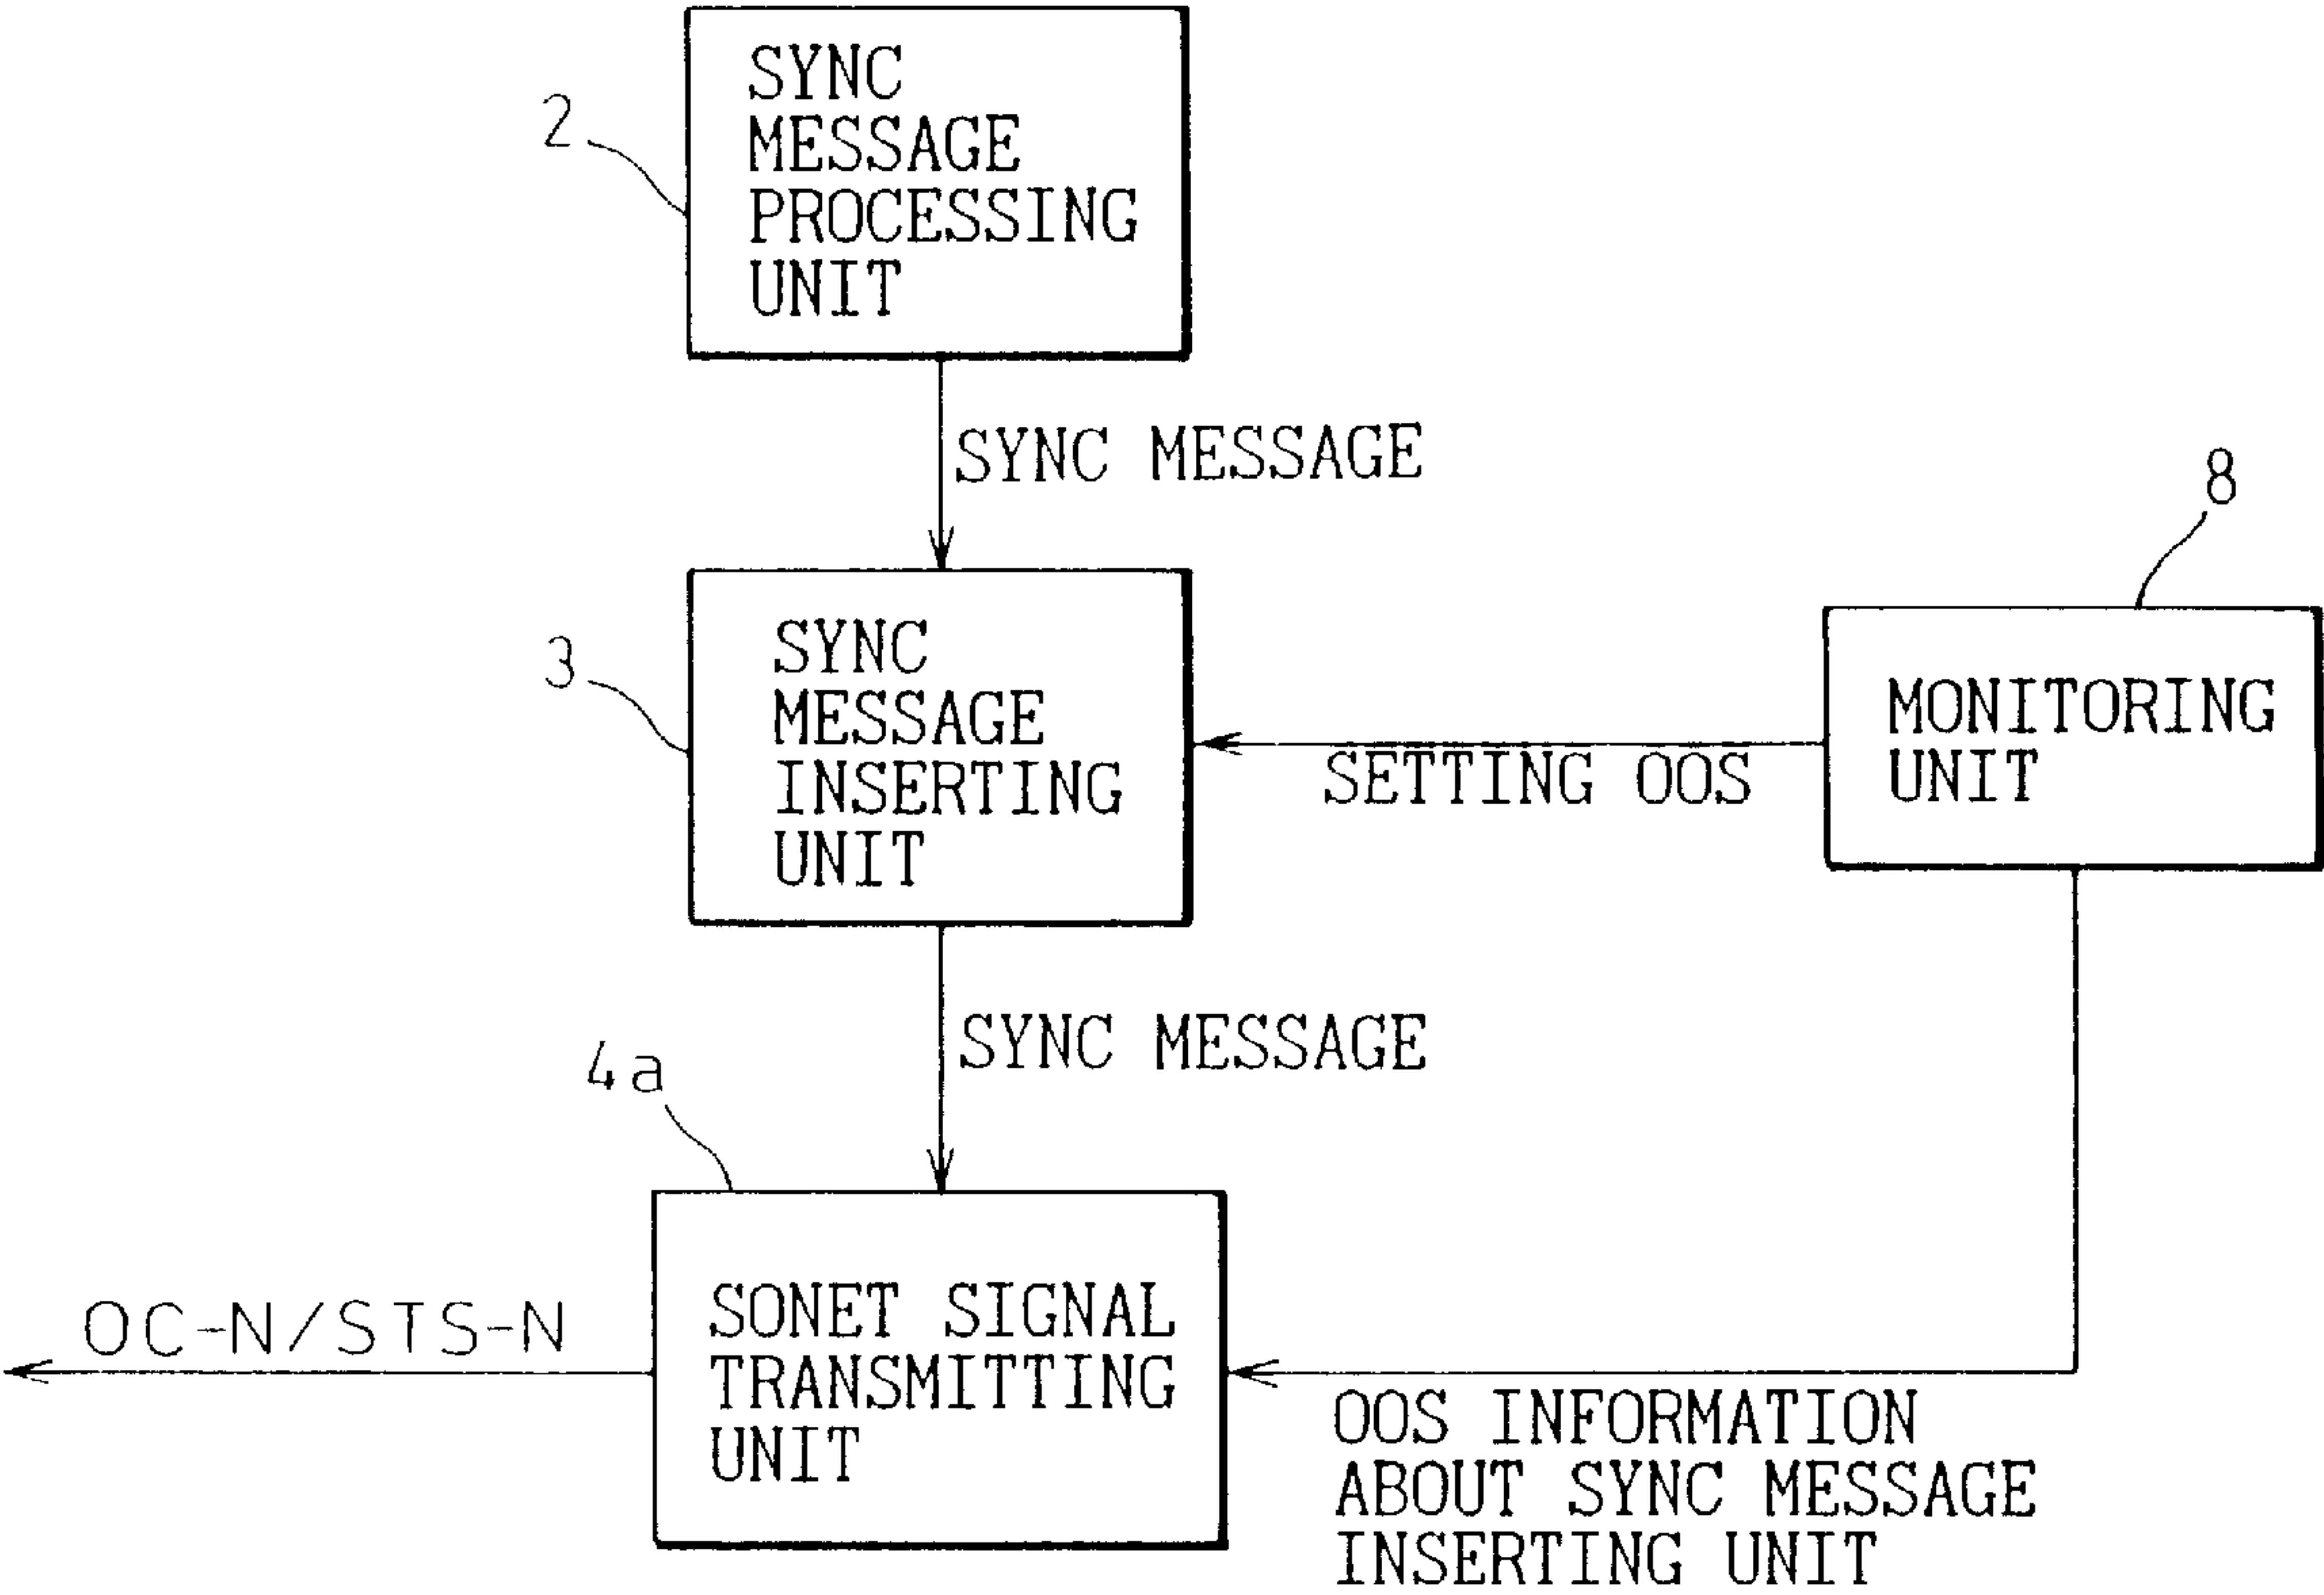 SYNC
MESSAGE
PROCESSING
UNIT
2
SYNC MESSAGE
8
SYNC
MESSAGE
INSERTING
UNIT
3
MONITORING
UNIT
SETTING OOS
SYNC MESSAGE
4a
SONET SIGNAL
TRANSMITTING
UNIT
OC-N/STS-N
OOS INFORMATION
ABOUT SYNC MESSAGE
INSERTING UNIT